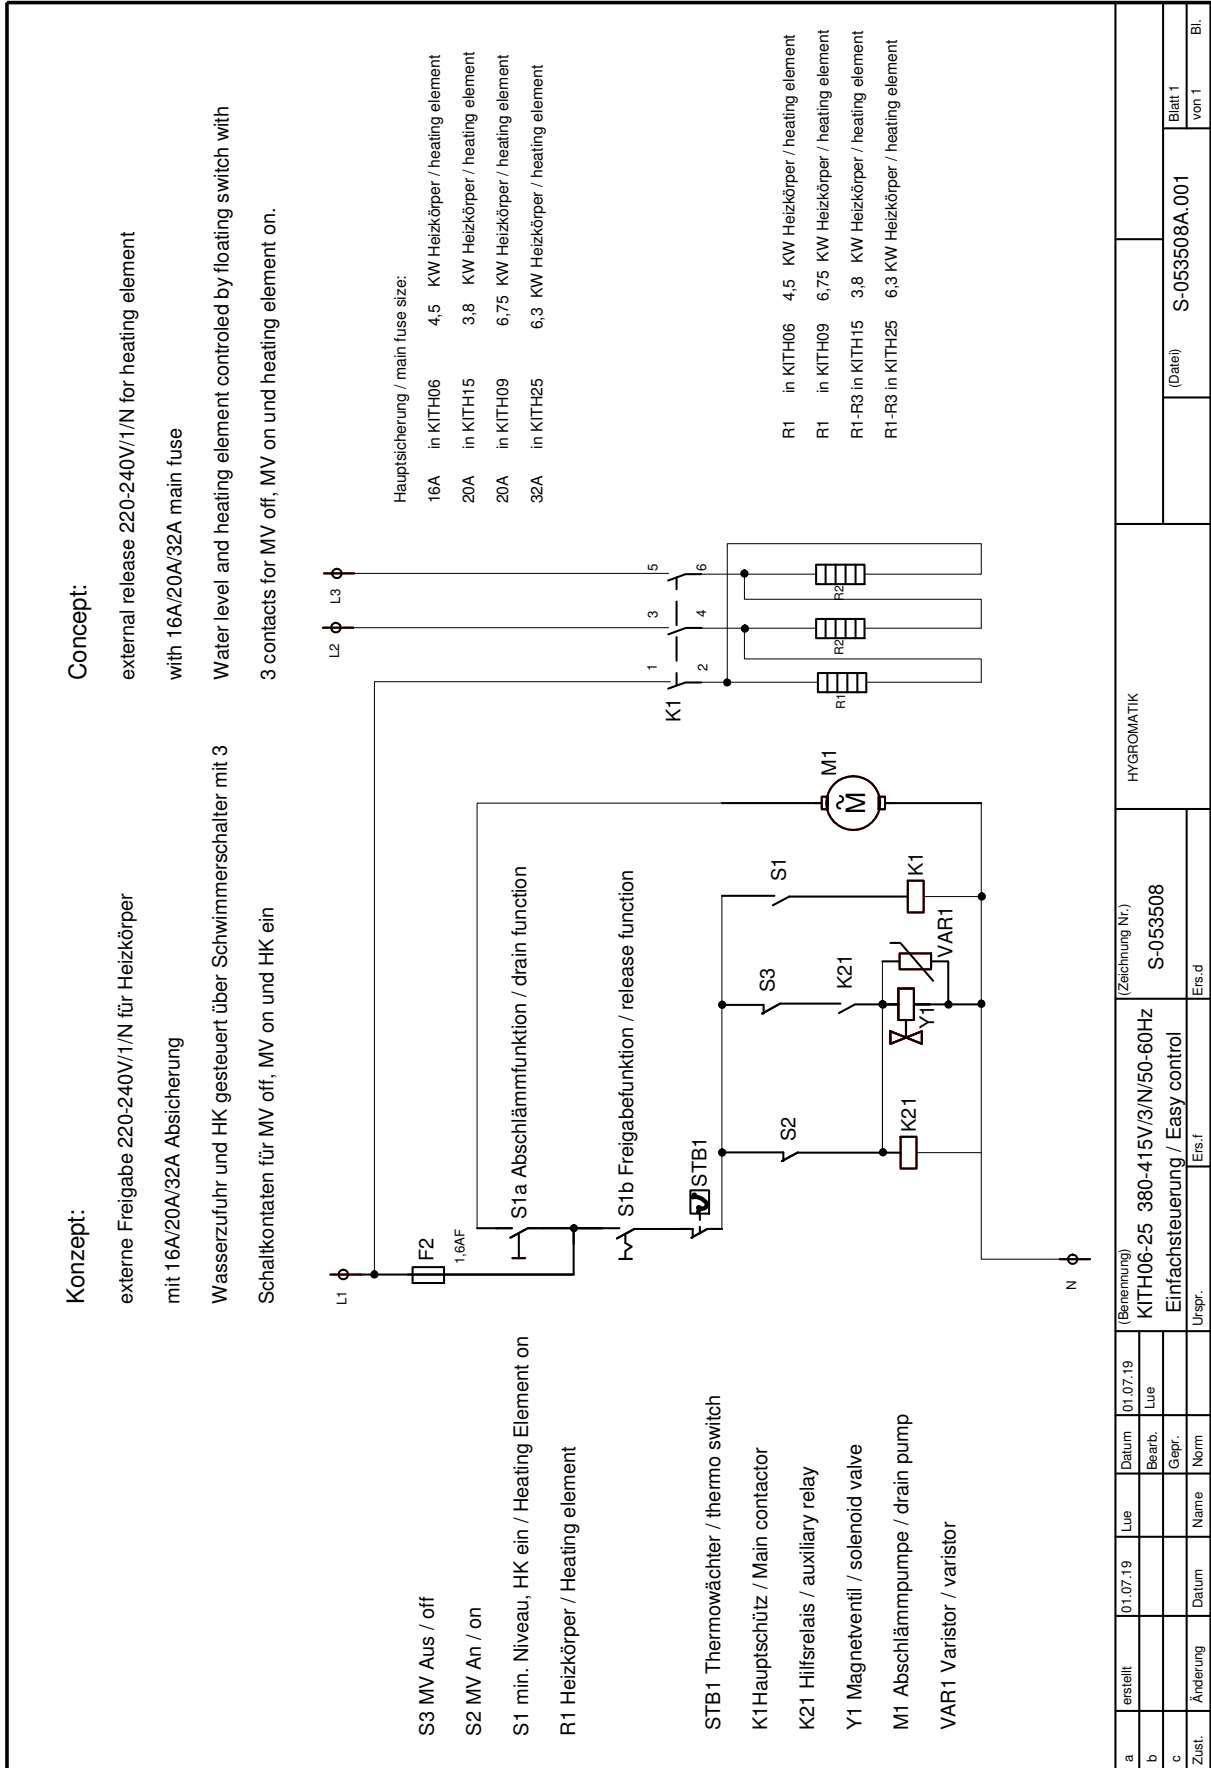 Konzept:
externe Freigabe 220-240V/1/N für Heizkörper
mit 16A/20A/32A Absicherung
Wasserzufuhr und HK gesteuert über Schwimmerschalter mit 3
Schaltkontaten für MV off, MV on und HK ein
Concept:
external release 220-240V/1/N for heating element
with 16A/20A/32A main fuse
Water level and heating element controled by floating switch with
3 contacts for MV off, MV on und heating element on.
Hauptsicherung / main fuse size:
16A in KITH06 4,5 KW Heizkörper / heating element
20A in KITH15 3,8 KW Heizkörper / heating element
20A in KITH09 6,75 KW Heizkörper / heating element
32A in KITH25 6,3 KW Heizkörper / heating element
R1 in KITH06 4,5 KW Heizkörper / heating element
R1 in KITH09 6,75 KW Heizkörper / heating element
R1-R3 in KITH15 3,8 KW Heizkörper / heating element
R1-R3 in KITH25 6,3 KW Heizkörper / heating element
S3 MV Aus / off
S2 MV An / on
S1 min. Niveau, HK ein / Heating Element on
R1 Heizkörper / Heating element
STB1 Thermowächter / thermo switch
K1Hauptschütz / Main contactor
K21 Hilfsrelais / auxiliary relay
Y1 Magnetventil / solenoid valve
M1 Abschlämmpumpe / drain pump
VAR1 Varistor / varistor
L1
L2
L3
F2
1,6AF
S1a Abschlämmfunktion / drain function
S1b Freigabefunktion / release function
STB1
S2
S3
S1
K21
K21
Y1
VAR1
K1
M1
M
~
K1
1
3
5
2
4
6
R1
R2
R2
N
a
erstellt
01.07.19
Lue
Datum
01.07.19
(Benennung)
KITH06-25 380-415V/3/N/50-60Hz
Einfachsteuerung / Easy control
(Zeichnung Nr.)
S-053508
HYGROMATIK
b
Bearb.
Lue
c
Gepr.
(Datei)
S-053508A.001
Blatt 1
von 1
Bl.
Zust.
Änderung
Datum
Name
Norm
Urspr.
Ers.f
Ers.d